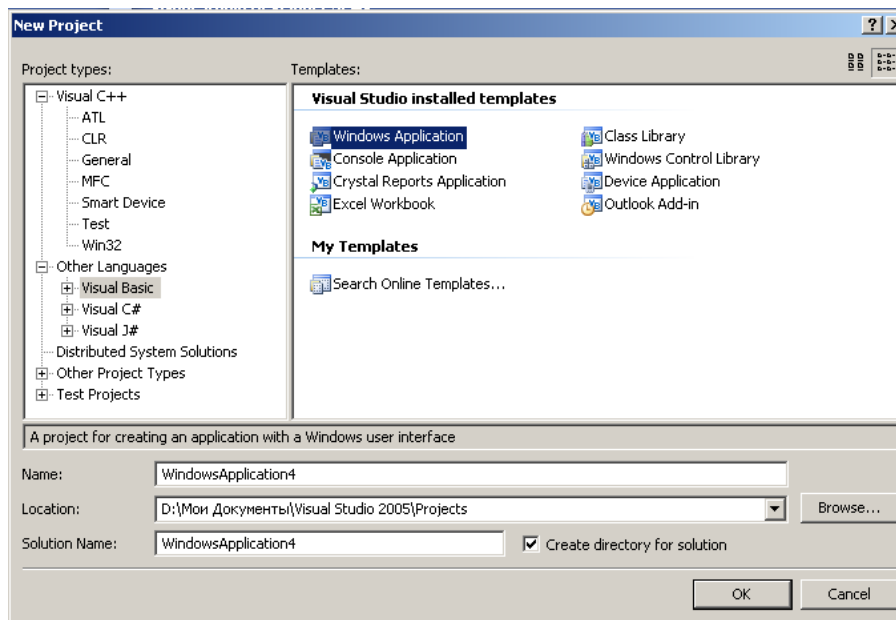 New Project
Project types:
Templates:
Visual C++
ATL
CLR
General
MFC
Smart Device
Test
Win32
Other Languages
Visual Basic
Visual C#
Visual J#
Distributed System Solutions
Other Project Types
Test Projects
Visual Studio installed templates
Windows Application
Class Library
Console Application
Windows Control Library
Crystal Reports Application
Device Application
Excel Workbook
Outlook Add-in
My Templates
Search Online Templates...
A project for creating an application with a Windows user interface
Name:
WindowsApplication4
Location:
D:\Мои Документы\Visual Studio 2005\Projects
Browse...
Solution Name:
WindowsApplication4
Create directory for solution
OK
Cancel